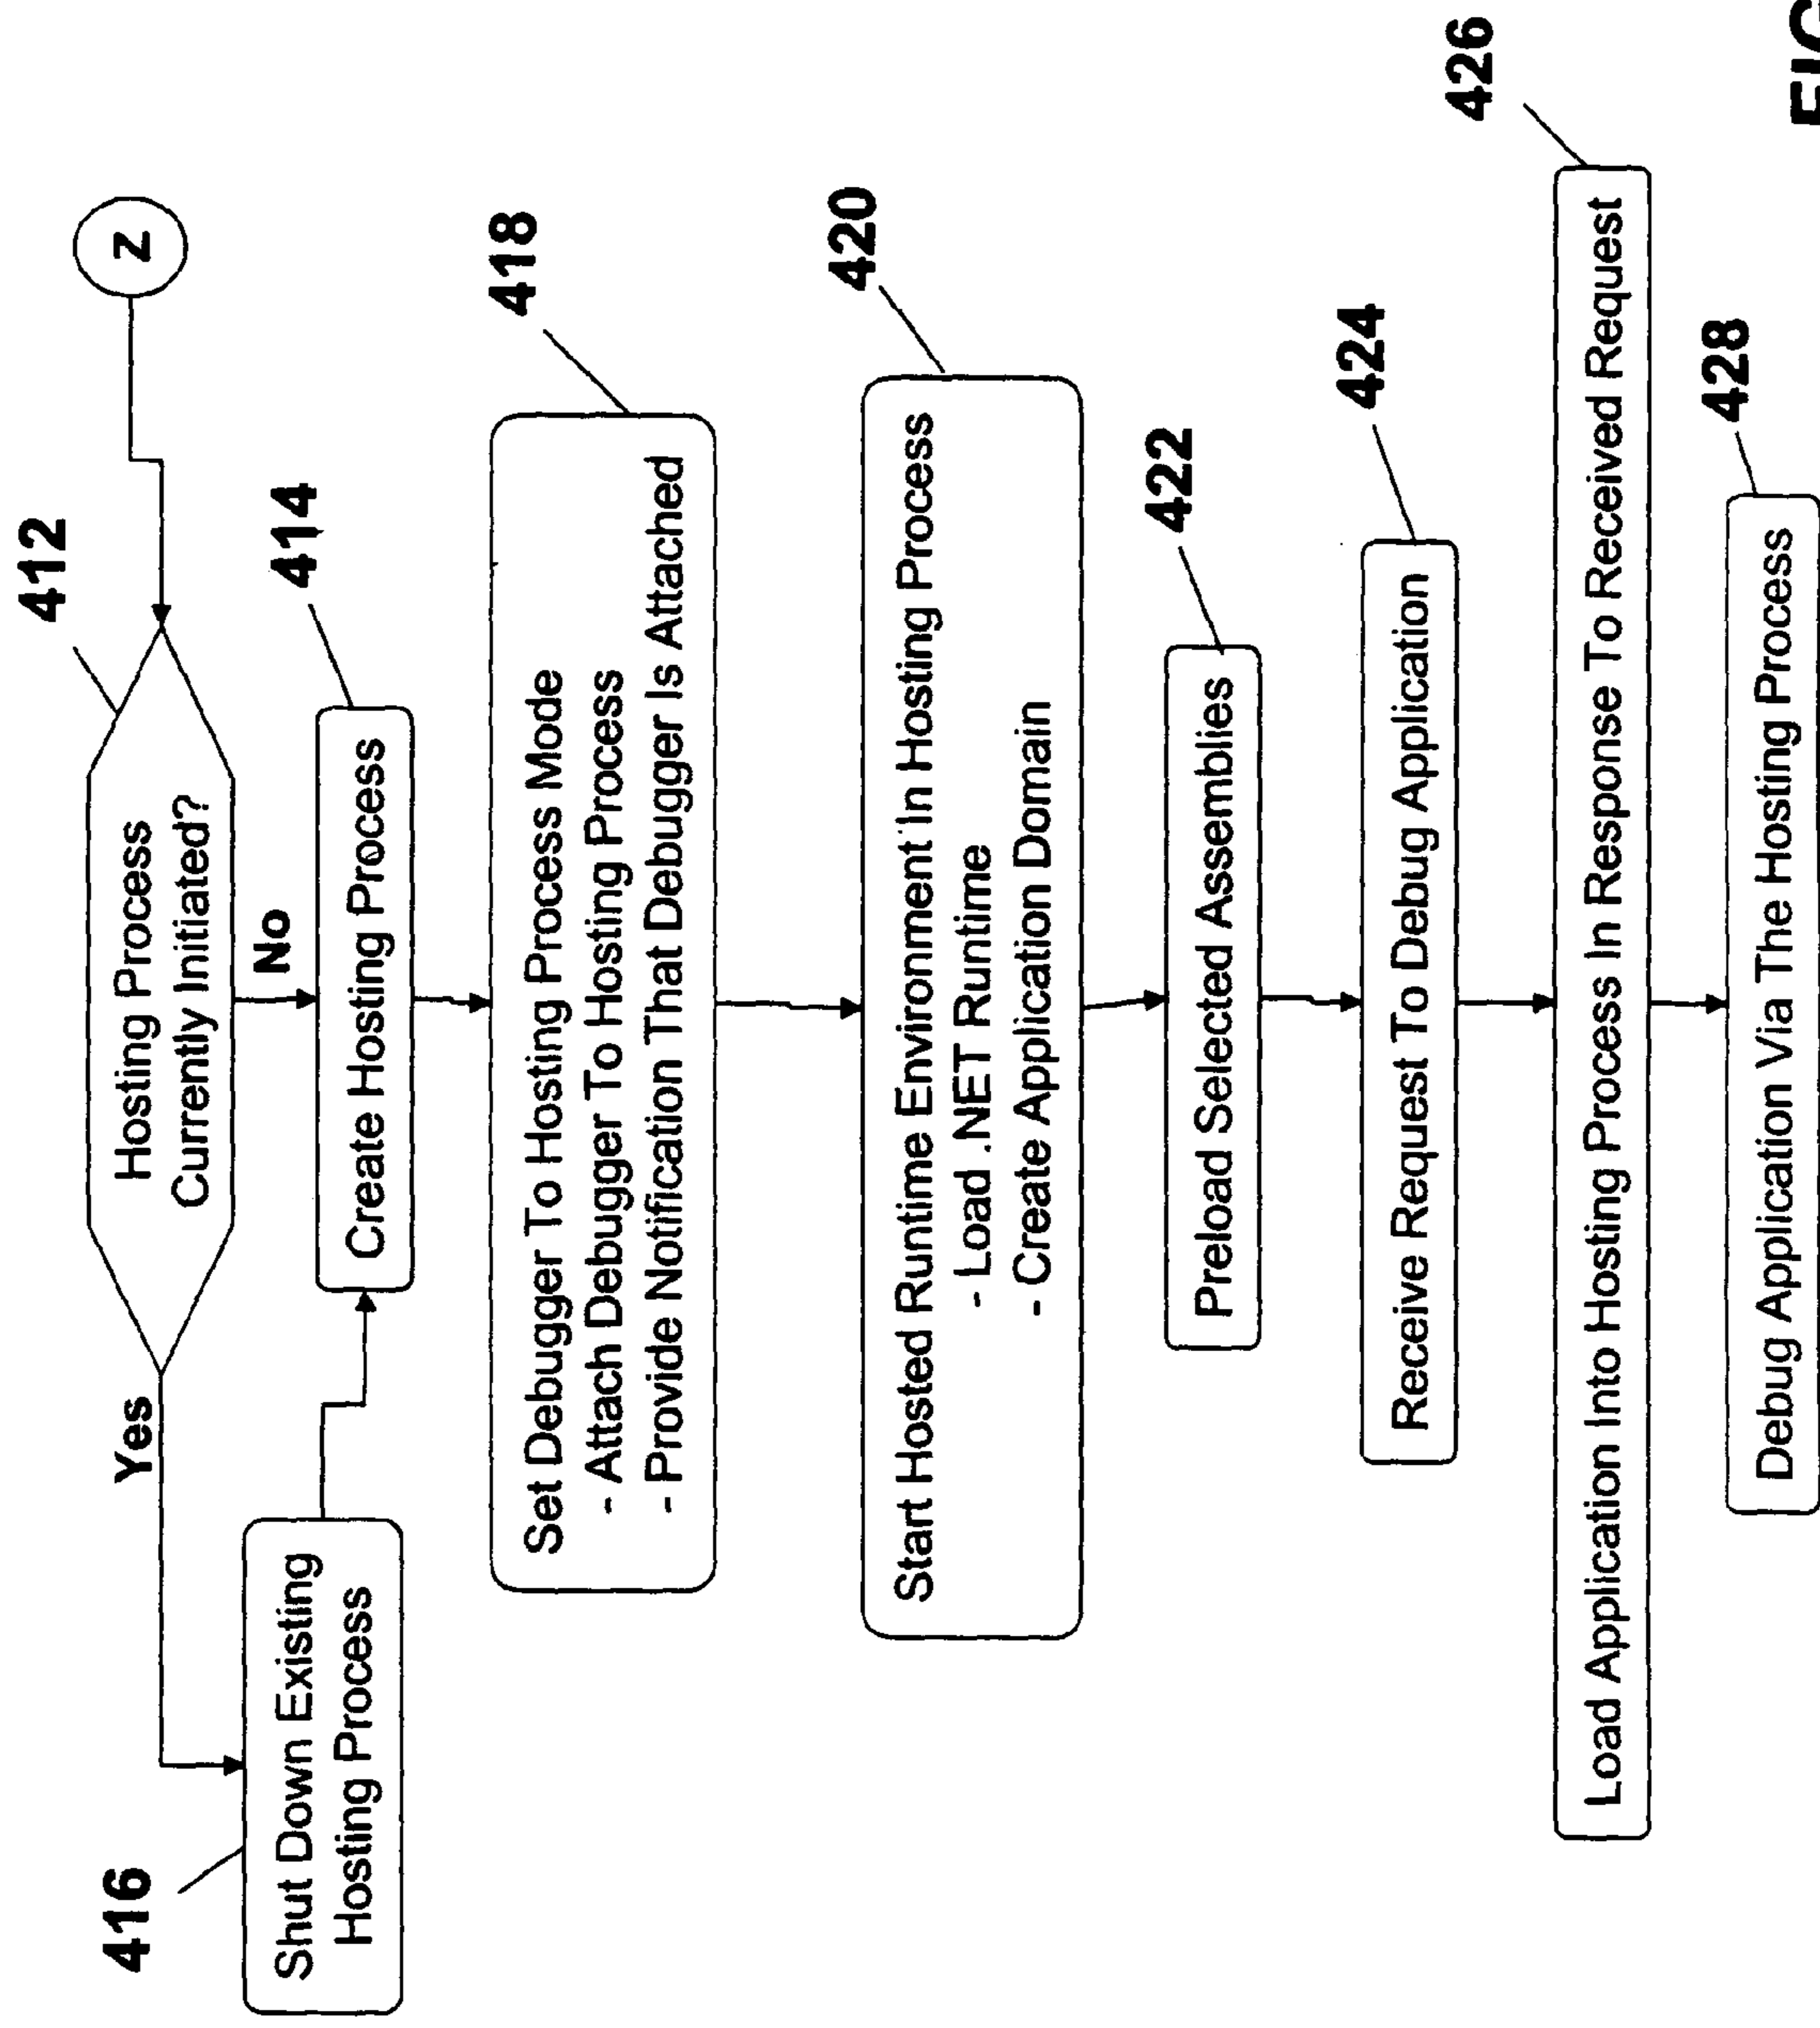 Z
412
Hosting Process
Currently Initiated?
Yes
No
416
Shut Down Existing
Hosting Process
414
Create Hosting Process
418
Set Debugger To Hosting Process Mode
- Attach Debugger To Hosting Process
- Provide Notification That Debugger Is Attached
420
Start Hosted Runtime Environment In Hosting Process
- Load .NET Runtime
- Create Application Domain
422
Preload Selected Assemblies
424
Receive Request To Debug Application
426
Load Application Into Hosting Process In Response To Received Request
428
Debug Application Via The Hosting Process